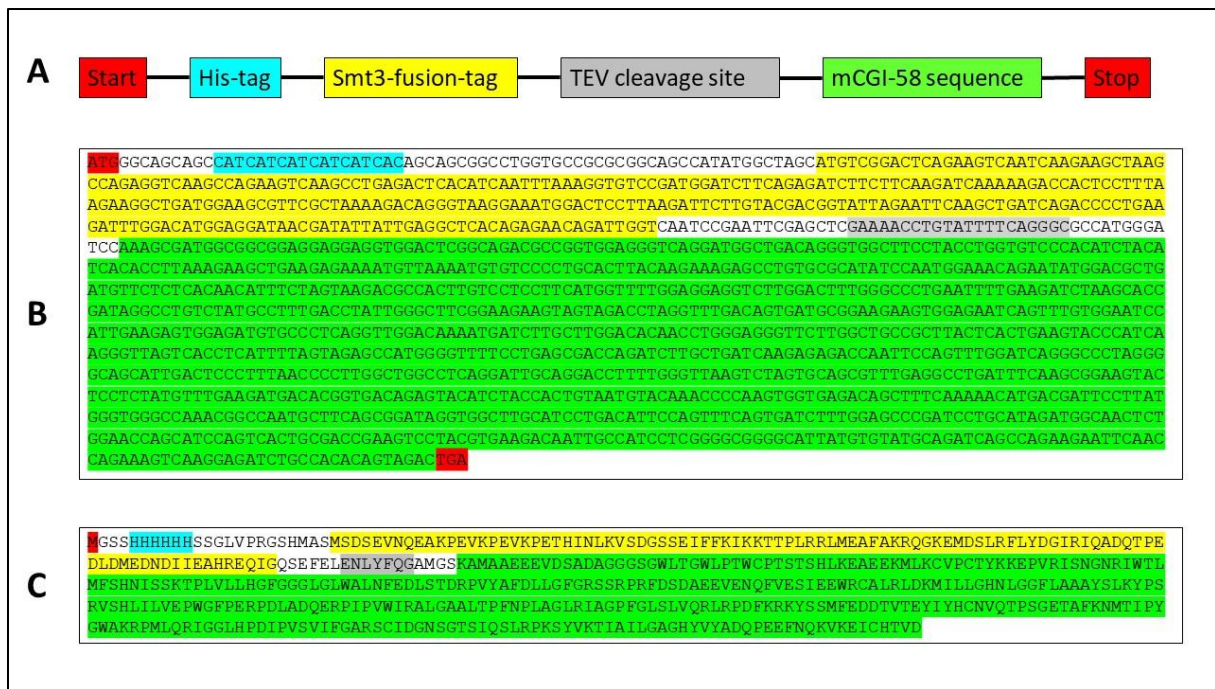 A
Start
His-tag
Smt3-fusion-tag
TEV cleavage site
mCGI-58 sequence
Stop
B
ATGGGCAGCAGCCATCATCATCATCATCACAGCAGCGGCCTGGTGCCGCGCGGCAGCCATATGGCTAGCATGTCGGACTCAGAAGTCAATCAAGAAGCTAAG
CCAGAGGTCAAGCCAGAAGTCAAGCCTGAGACTCACATCAATTTAAAGGTGTCCGATGGATCTTCAGAGATCTTCTTCAAGATCAAAAAGACCACTCCTTTA
AGAAGGCTGATGGAAGCGTTCGCTAAAAGACAGGGTAAGGAAATGGACTCCTTAAGATTCTTGTACGACGGTATTAGAATTCAAGCTGATCAGACCCCTGAA
GATTTGGACATGGAGGATAACGATATTATTGAGGCTCACAGAGAACAGATTGGTCAATCCGAATTCGAGCTCGAAAACCTGTATTTTCAGGGCGCCATGGGA
TCCAAAGCGATGGCGGCGGAGGAGGAGGTGGACTCGGCAGACGCCGGTGGAGGGTCAGGATGGCTGACAGGGTGGCTTCCTACCTGGTGTCCCACATCTACA
TCACACCTTAAAGAAGCTGAAGAGAAAATGTTAAAATGTGTCCCCTGCACTTACAAGAAAGAGCCTGTGCGCATATCCAATGGAAACAGAATATGGACGCTG
ATGTTCTCTCACAACATTTCTAGTAAGACGCCACTTGTCCTCCTTCATGGTTTTGGAGGAGGTCTTGGACTTTGGGCCCTGAATTTTGAAGATCTAAGCACC
GATAGGCCTGTCTATGCCTTTGACCTATTGGGCTTCGGAAGAAGTAGTAGACCTAGGTTTGACAGTGATGCGGAAGAAGTGGAGAATCAGTTTGTGGAATCC
ATTGAAGAGTGGAGATGTGCCCTCAGGTTGGACAAAATGATCTTGCTTGGACACAACCTGGGAGGGTTCTTGGCTGCCGCTTACTCACTGAAGTACCCATCA
AGGGTTAGTCACCTCATTTTAGTAGAGCCATGGGGTTTTCCTGAGCGACCAGATCTTGCTGATCAAGAGAGACCAATTCCAGTTTGGATCAGGGCCCTAGGG
GCAGCATTGACTCCCTTTAACCCCTTGGCTGGCCTCAGGATTGCAGGACCTTTTGGGTTAAGTCTAGTGCAGCGTTTGAGGCCTGATTTCAAGCGGAAGTAC
TCCTCTATGTTTGAAGATGACACGGTGACAGAGTACATCTACCACTGTAATGTACAAACCCCAAGTGGTGAGACAGCTTTCAAAAACATGACGATTCCTTAT
GGGTGGGCCAAACGGCCAATGCTTCAGCGGATAGGTGGCTTGCATCCTGACATTCCAGTTTCAGTGATCTTTGGAGCCCGATCCTGCATAGATGGCAACTCT
GGAACCAGCATCCAGTCACTGCGACCGAAGTCCTACGTGAAGACAATTGCCATCCTCGGGGCGGGGCATTATGTGTATGCAGATCAGCCAGAAGAATTCAAC
CAGAAAGTCAAGGAGATCTGCCACACAGTAGACTGA
C
MGSSHHHHHHSSGLVPRGSHMASMSDSEVNQEAKPEVKPEVKPETHINLKVSDGSSEIFFKIKKTTPLRRLMEAFAKRQGKEMDSLRFLYDGIRIQADQTPE
DLDMEDNDIIEAHREQIGQSEFELENLYFQGAMGSKAMAAEEEVDSADAGGGSGWLTGWLPTWCPTSTSHLKEAEEKMLKCVPCTYKKEPVRISNGNRIWTL
MFSHNISSKTPLVLLHGFGGGLGLWALNFEDLSTDRPVYAFDLLGFGRSSRPRFDSDAEEVENQFVESIEEWRCALRLDKMILLGHNLGGFLAAAYSLKYPS
RVSHLILVEPWGFPERPDLADQERPIPVWIRALGAALTPFNPLAGLRIAGPFGLSLVQRLRPDFKRKYSSMFEDDTVTEYIYHCNVQTPSGETAFKNMTIPY
GWAKRPMLQRIGGLHPDIPVSVIFGARSCIDGNSGTSIQSLRPKSYVKTIAILGAGHYVYADQPEEFNQKVKEICHTVD